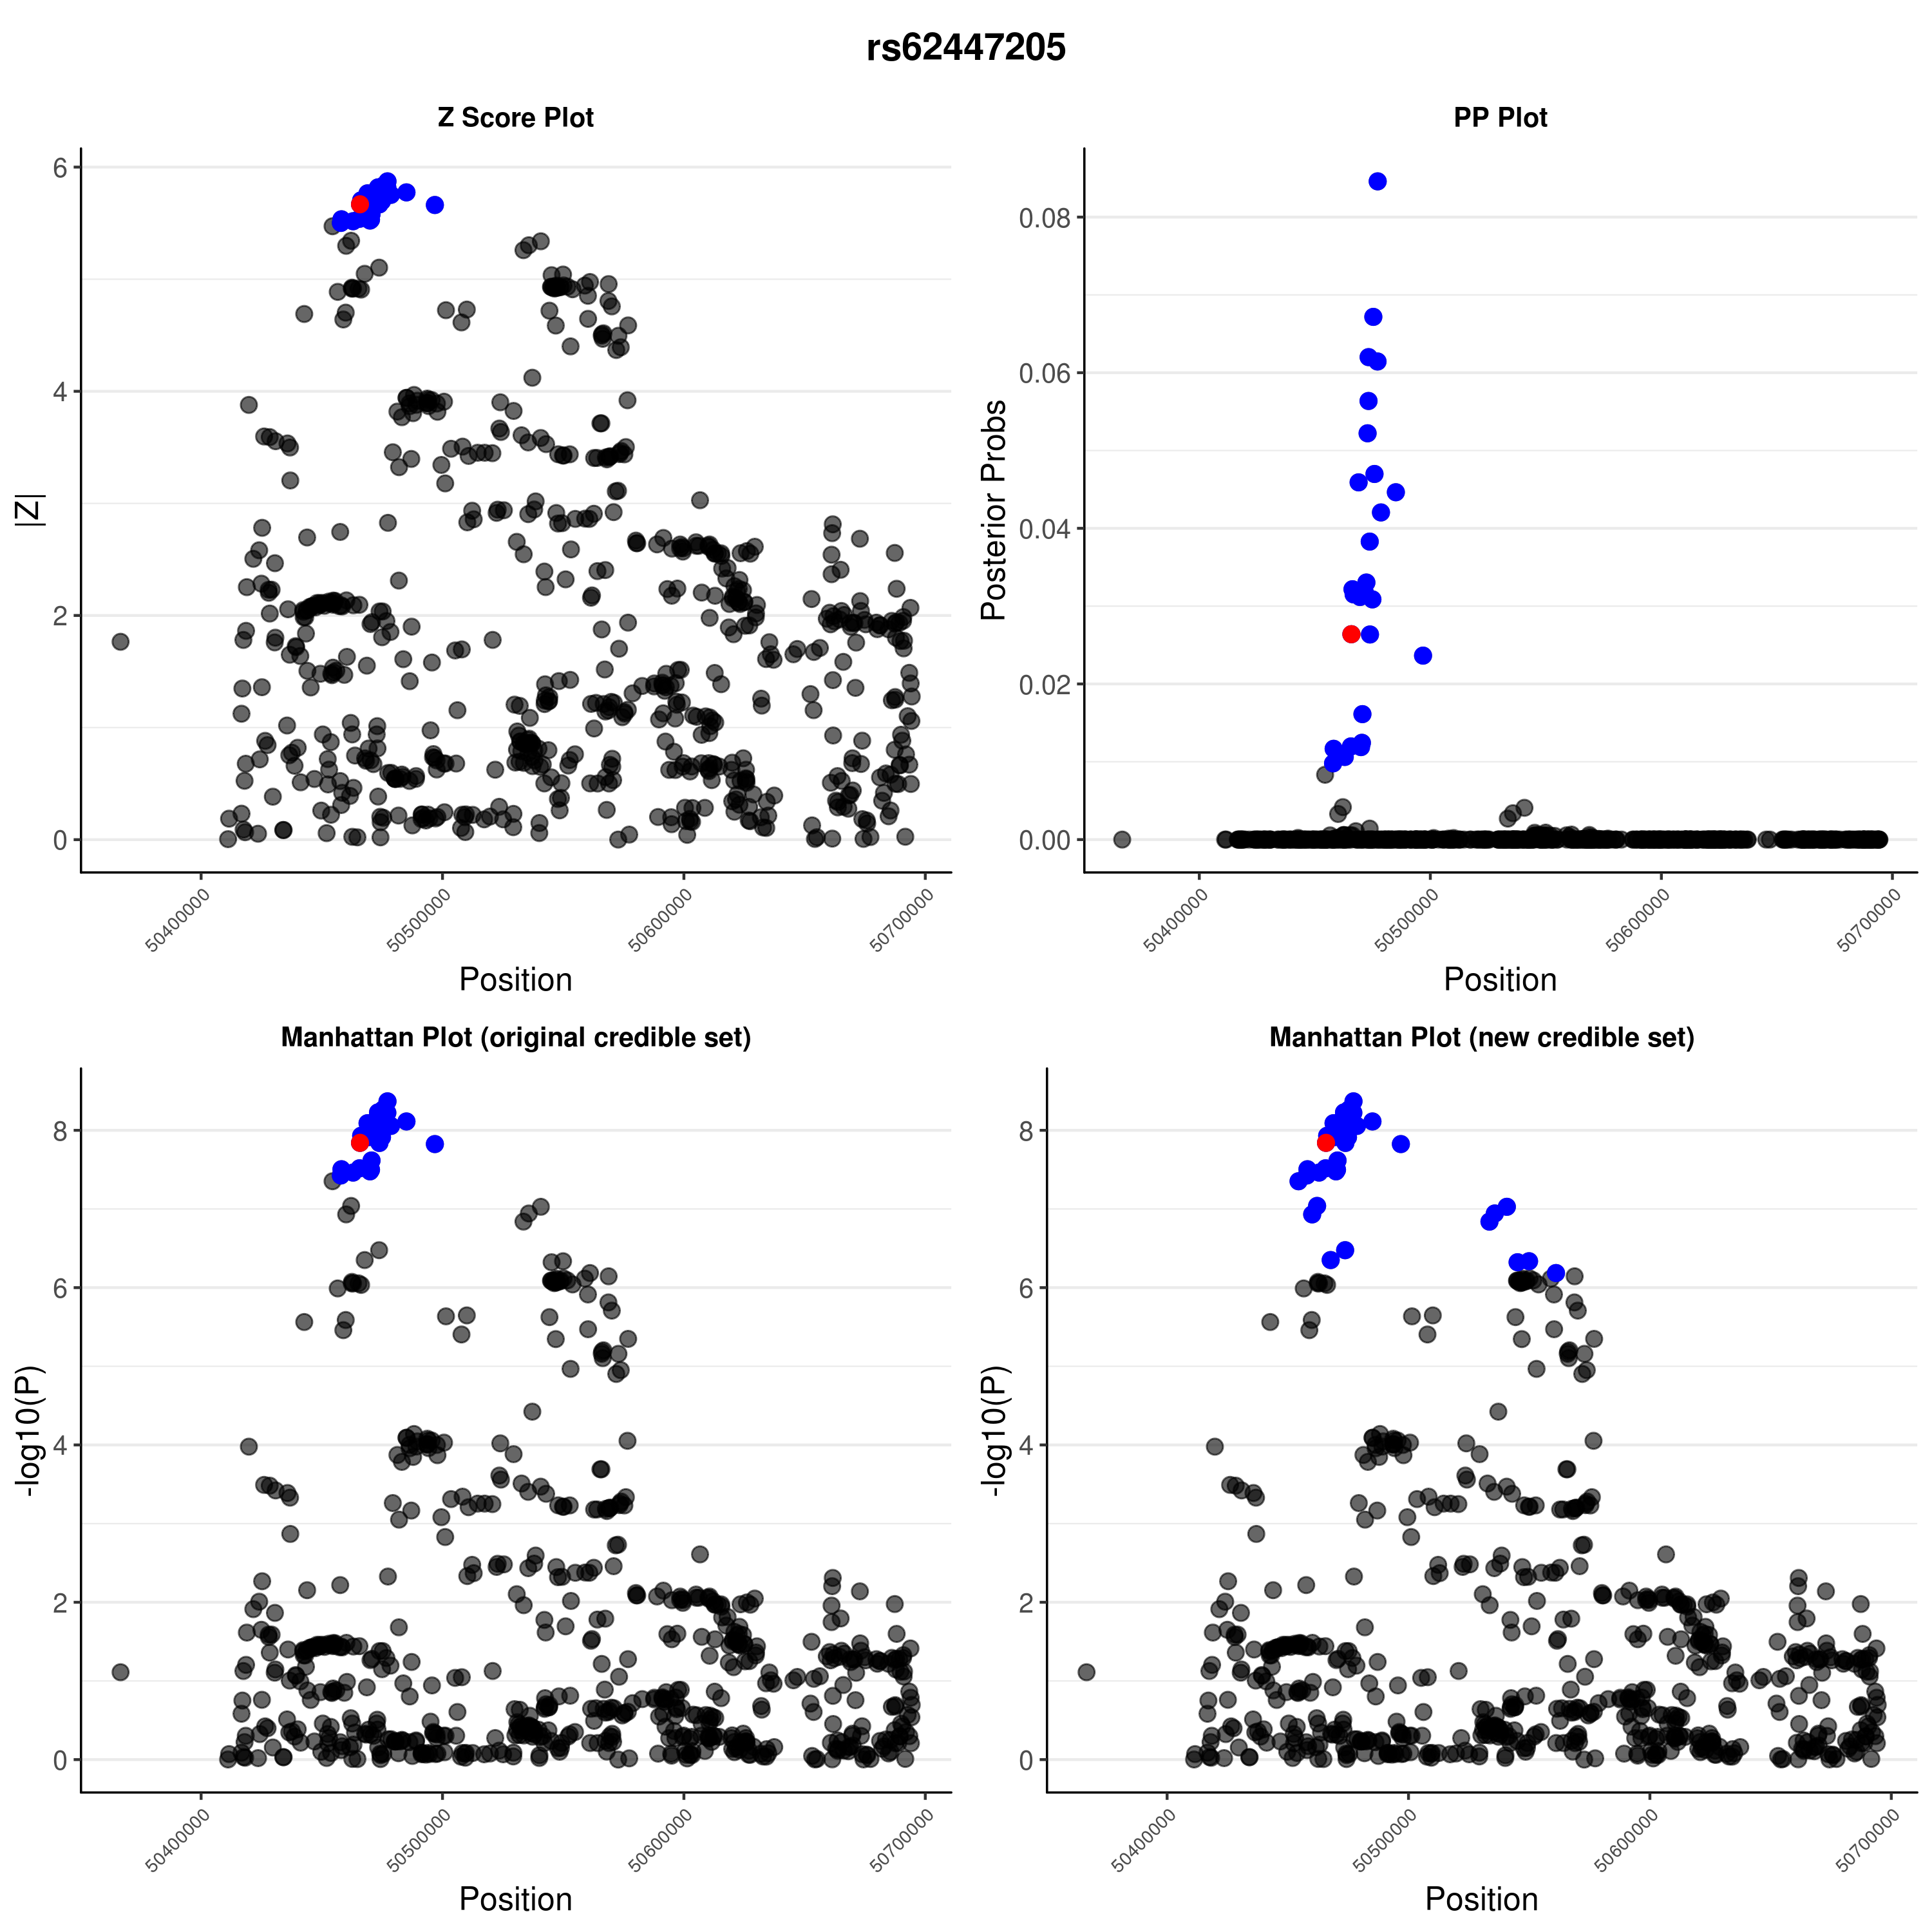 rs62447205
Z Score Plot
|Z|
6
4
2
0
50400000
50500000
50600000
50700000
Position
PP Plot
Posterior Probs
0.08
0.06
0.04
0.02
0.00
50400000
50500000
50600000
50700000
Position
Manhattan Plot (original credible set)
-log10(P)
8
6
4
2
0
50400000
50500000
50600000
50700000
Position
Manhattan Plot (new credible set)
-log10(P)
8
6
4
2
0
50400000
50500000
50600000
50700000
Position